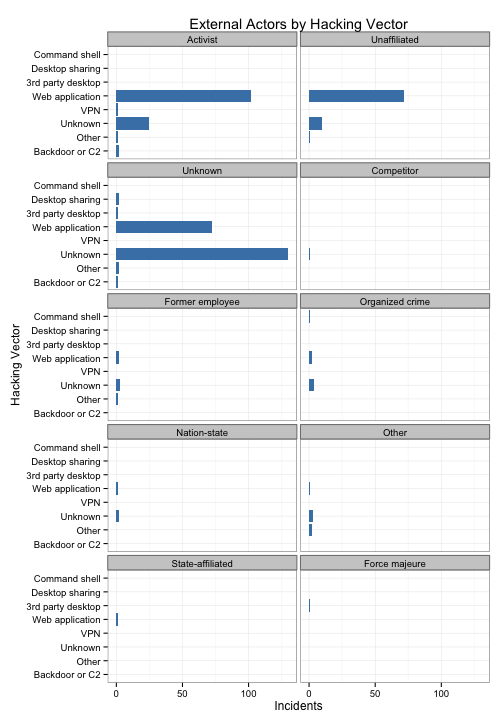 External Actors by Hacking Vector
Activist Unaffiliated
Command shell
Desktop sharing
3rd party desktop
Web application
VPN
Unknown
Other
Backdoor or C2
Unknown Competitor
Command shell
Desktop sharing
3rd party desktop
Web application
VPN
Unknown
Other
Backdoor or C2
Former employee Organized crime
Command shell
Desktop sharing
3rd party desktop
Web application
VPN
Unknown
Other
Backdoor or C2
Nation-state Other
Command shell
Desktop sharing
3rd party desktop
Web application
VPN
Unknown
Other
Backdoor or C2
State-affiliated Force majeure
Command shell
Desktop sharing
3rd party desktop
Web application
VPN
Unknown
Other
Backdoor or C2
0 50 100 0 50 100
Incidents
Hacking Vector